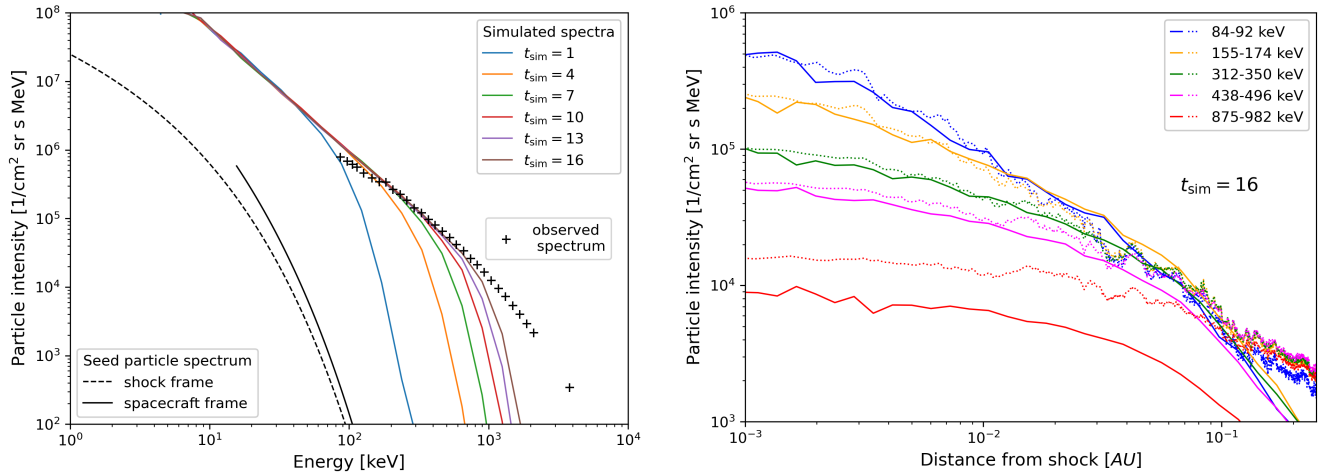 Particle intensity [1/cm² sr s MeV]
10⁸
10⁷
10⁶
10⁵
10⁴
10³
10²
Simulated spectra
t_sim = 1
t_sim = 4
t_sim = 7
t_sim = 10
t_sim = 13
t_sim = 16
observed
spectrum
Seed particle spectrum
shock frame
spacecraft frame
10⁰ 10¹ 10² 10³ 10⁴
Energy [keV]
Particle intensity [1/cm² sr s MeV]
10⁶
10⁵
10⁴
10³
84-92 keV
155-174 keV
312-350 keV
438-496 keV
875-982 keV
t_sim = 16
10⁻³ 10⁻² 10⁻¹
Distance from shock [AU]